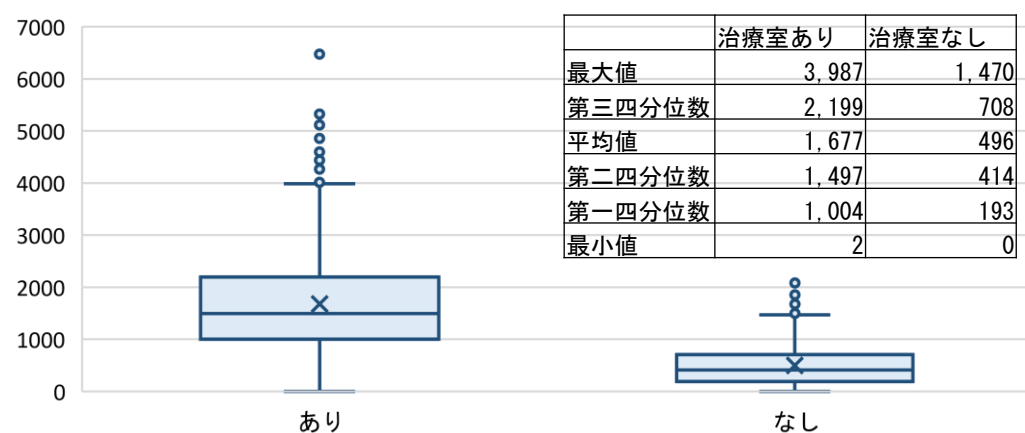 7000
6000
5000
4000
3000
2000
1000
0
治療室あり 治療室なし
最大値 3,987 1,470
第三四分位数 2,199 708
平均値 1,677 496
第二四分位数 1,497 414
第一四分位数 1,004 193
最小値 2 0
あり なし